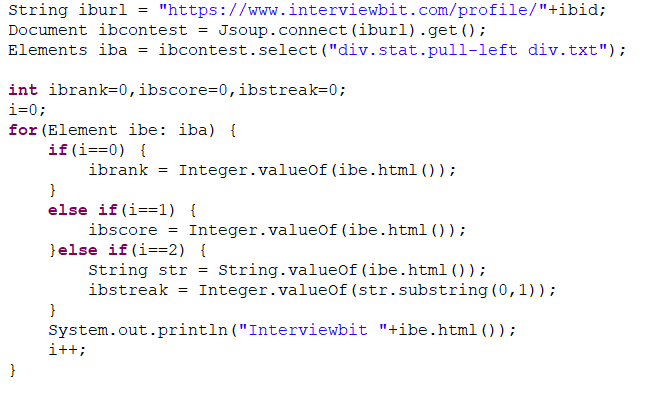 String iburl = "https://www.interviewbit.com/profile/"+ibid;
Document ibcontest = Jsoup.connect(iburl).get();
Elements iba = ibcontest.select("div.stat.pull-left div.txt");

int ibrank=0,ibscore=0,ibstreak=0;
i=0;
for(Element ibe: iba) {
    if(i==0) {
        ibrank = Integer.valueOf(ibe.html());
    }
    else if(i==1) {
        ibscore = Integer.valueOf(ibe.html());
    }else if(i==2) {
        String str = String.valueOf(ibe.html());
        ibstreak = Integer.valueOf(str.substring(0,1));
    }
    System.out.println("Interviewbit "+ibe.html());
    i++;
}